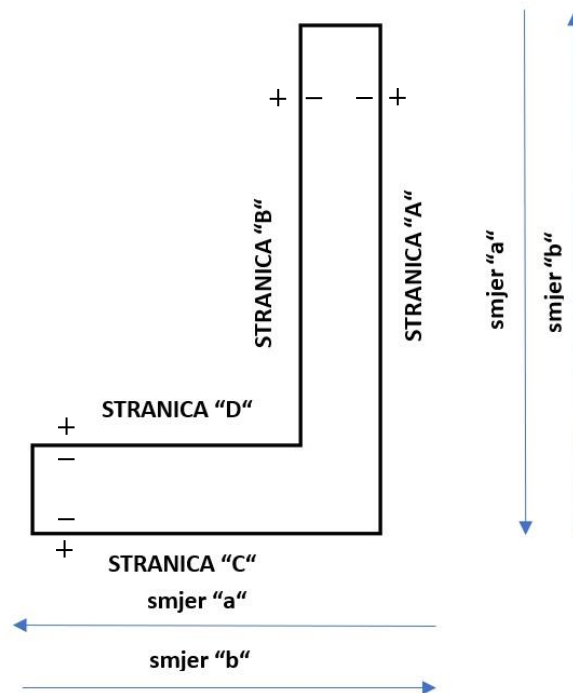 + − − +
STRANICA “B“
STRANICA “A“
smjer “a“
smjer “b“
STRANICA “D“
+
−
−
+
STRANICA “C“
smjer “a“
smjer “b“